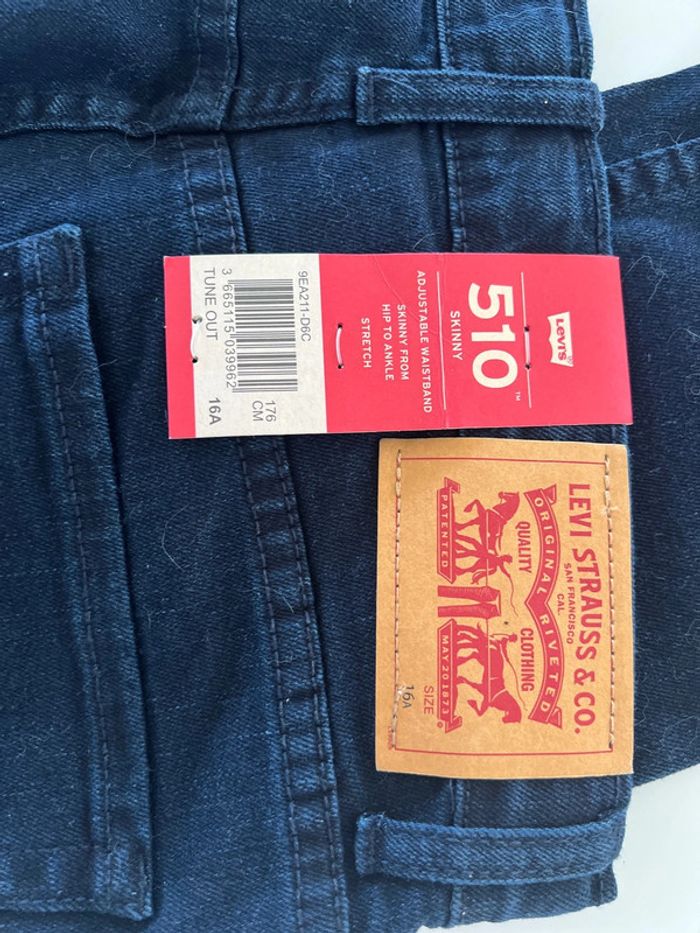 Levi's®
510™
SKINNY
ADJUSTABLE WAISTBAND
SKINNY FROM
HIP TO ANKLE
STRETCH
9EA211-D6C
3 665115 039962
TUNE OUT
176
CM
16A
LEVI STRAUSS & CO.
SAN FRANCISCO
CAL
ORIGINAL RIVETED
QUALITY CLOTHING
PATENTED
MAY 20 1873
SIZE
16A